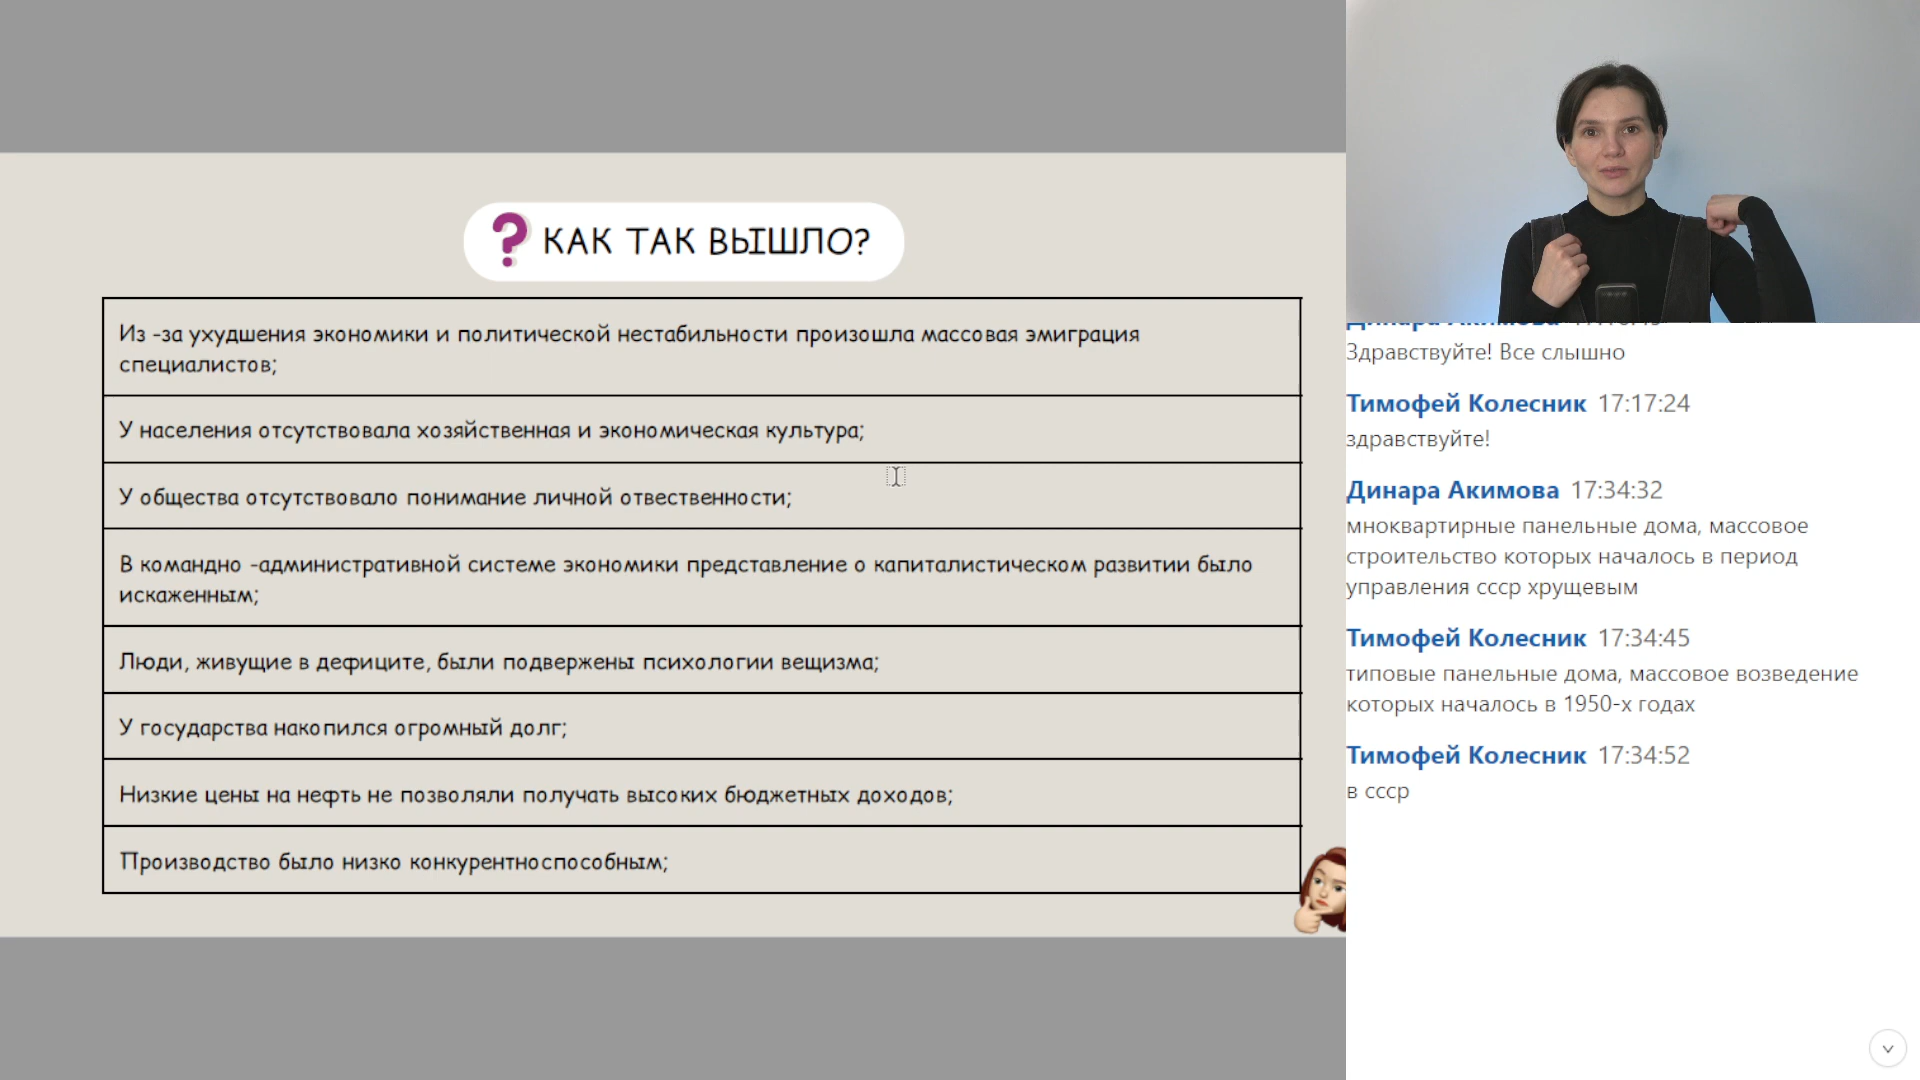 ? КАК ТАК ВЫШЛО?
Из -за ухудшения экономики и политической нестабильности произошла массовая эмиграция
специалистов;
У населения отсутствовала хозяйственная и экономическая культура;
У общества отсутствовало понимание личной отвественности;
В командно -административной системе экономики представление о капиталистическом развитии было
искаженным;
Люди, живущие в дефиците, были подвержены психологии вещизма;
У государства накопился огромный долг;
Низкие цены на нефть не позволяли получать высоких бюджетных доходов;
Производство было низко конкурентноспособным;
Динара Акимова
Здравствуйте! Все слышно
Тимофей Колесник 17:17:24
здравствуйте!
Динара Акимова 17:34:32
мноквартирные панельные дома, массовое
строительство которых началось в период
управления ссср хрущевым
Тимофей Колесник 17:34:45
типовые панельные дома, массовое возведение
которых началось в 1950-х годах
Тимофей Колесник 17:34:52
в ссср